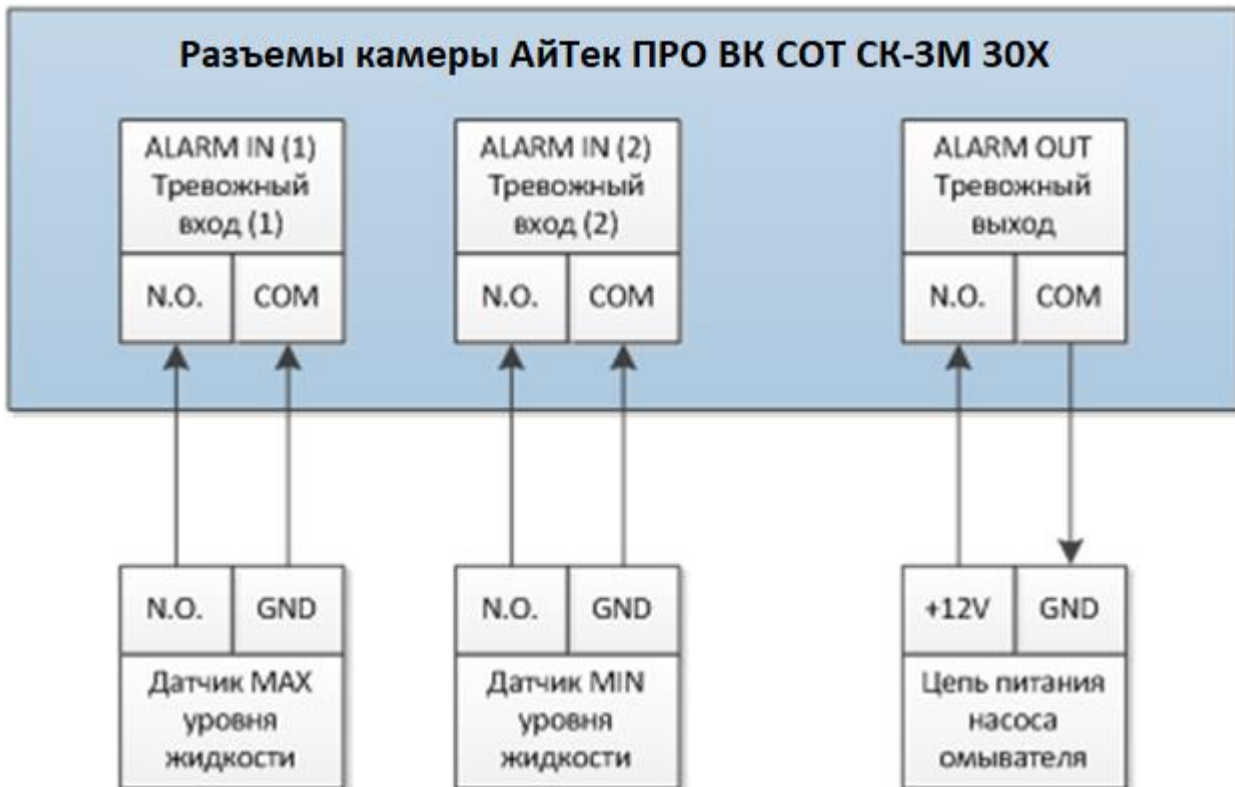 Разъемы камеры АйТек ПРО ВК СОТ СК-3М 30X
ALARM IN (1)
Тревожный
вход (1)
N.O.
COM
ALARM IN (2)
Тревожный
вход (2)
N.O.
COM
ALARM OUT
Тревожный
выход
N.O.
COM
N.O.
GND
Датчик MAX
уровня
жидкости
N.O.
GND
Датчик MIN
уровня
жидкости
+12V
GND
Цепь питания
насоса
омывателя